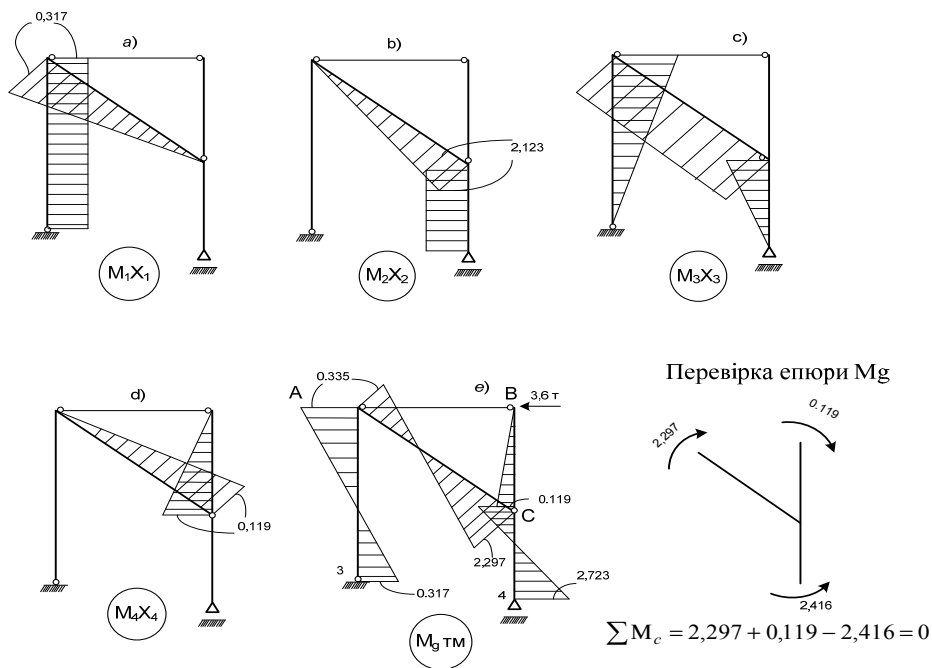 0,317
a)
b)
c)
2,123
M₁X₁
M₂X₂
M₃X₃
d)
0,119
M₄X₄
0.335
e)
A
B
3,6 т
0.119
C
2,297
3
0.317
4
2,723
Mg тм
Перевірка епюри Mg
2,297
0.119
2,416
∑Mc = 2,297 + 0,119 − 2,416 = 0